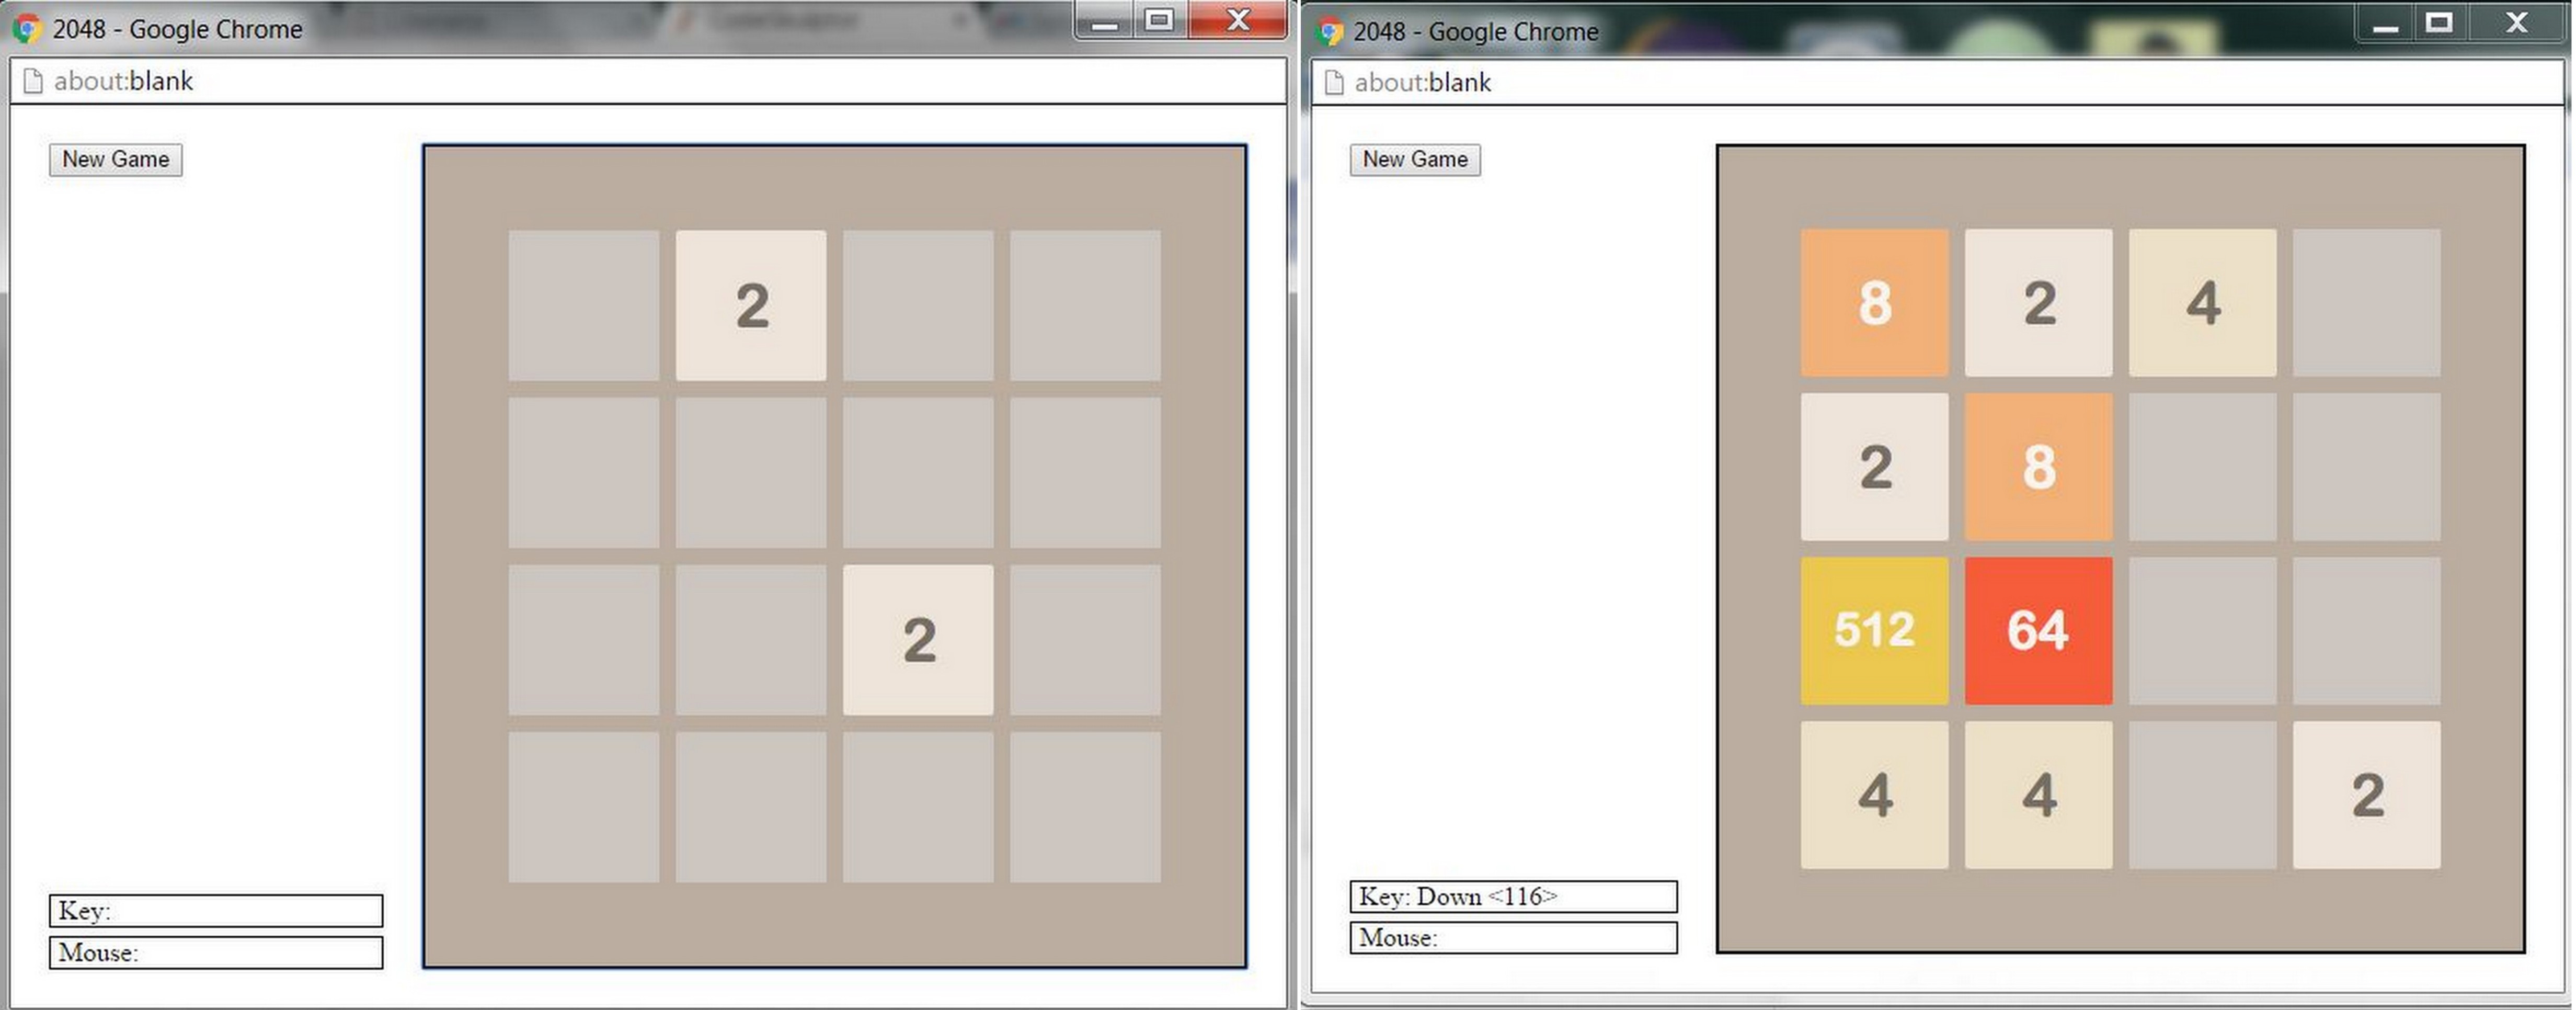 2048 - Google Chrome
about:blank
New Game
2
2
Key:
Mouse:
2048 - Google Chrome
about:blank
New Game
8 2 4
2 8
512 64
4 4 2
Key: Down <116>
Mouse: